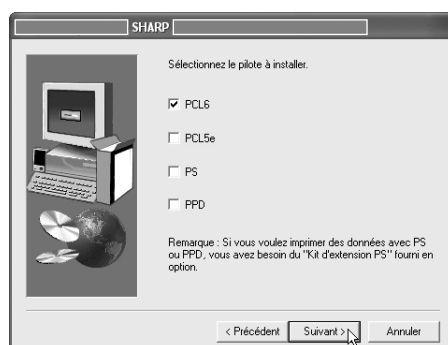 SHARP
Sélectionnez le pilote à installer.
PCL6
PCL5e
PS
PPD
Remarque : Si vous voulez imprimer des données avec PS
ou PPD, vous avez besoin du "Kit d'extension PS" fourni en
option.
< Précédent
Suivant >
Annuler